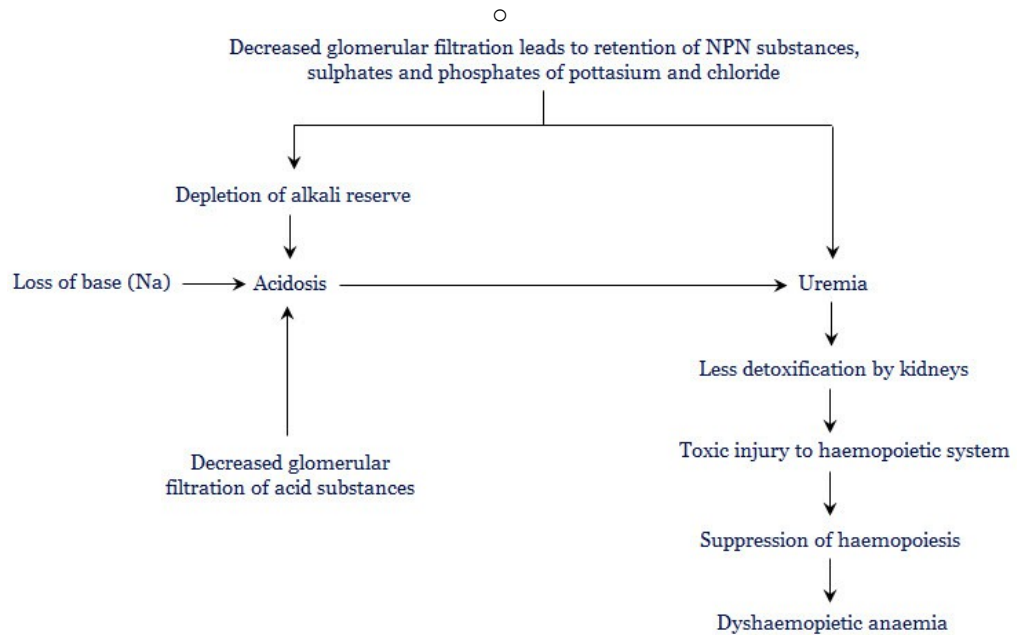 Decreased glomerular filtration leads to retention of NPN substances,
sulphates and phosphates of pottasium and chloride
Depletion of alkali reserve
Loss of base (Na)
Acidosis
Uremia
Less detoxification by kidneys
Toxic injury to haemopoietic system
Decreased glomerular
filtration of acid substances
Suppression of haemopoiesis
Dyshaemopietic anaemia